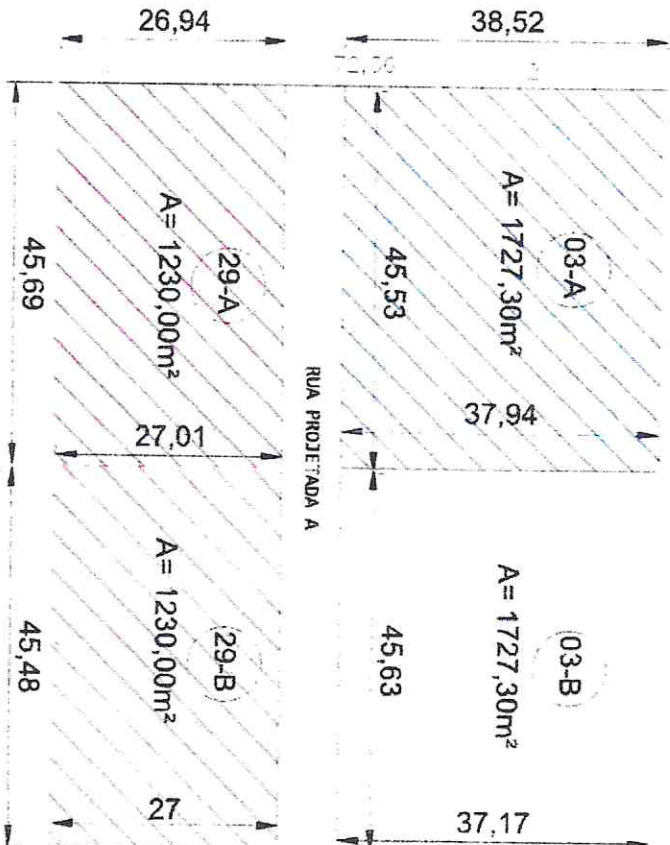 26,94
38,52
03-A
A= 1727,30m²
45,53
37,94
29-A
A= 1230,00m²
45,69
27,01
RUA PROJETADA A
03-B
A= 1727,30m²
45,63
37,17
29-B
A= 1230,00m²
45,48
27